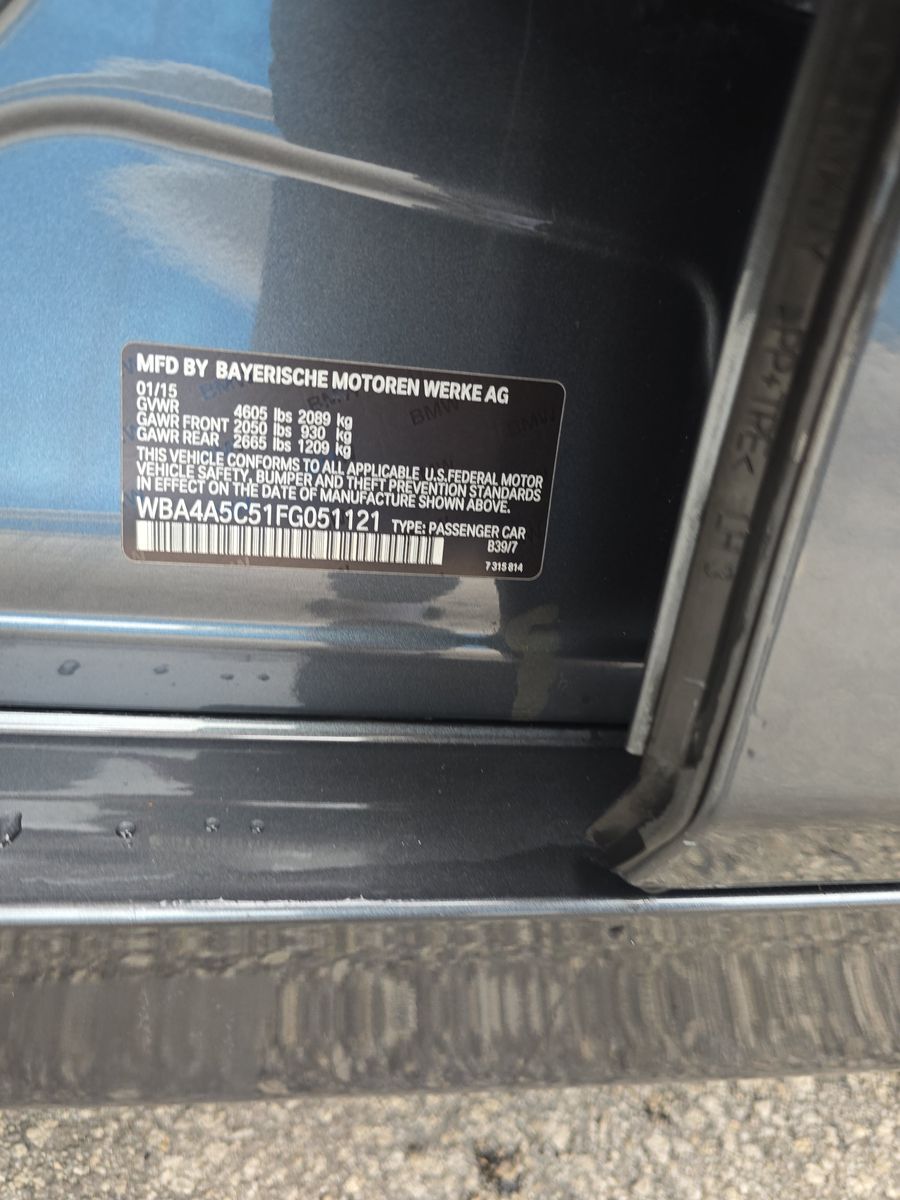 MFD BY BAYERISCHE MOTOREN WERKE AG
01/15
GVWR 4605 lbs 2089 kg
GAWR FRONT 2050 lbs 930 kg
GAWR REAR 2665 lbs 1209 kg
THIS VEHICLE CONFORMS TO ALL APPLICABLE U.S.FEDERAL MOTOR
VEHICLE SAFETY, BUMPER AND THEFT PREVENTION STANDARDS
IN EFFECT ON THE DATE OF MANUFACTURE SHOWN ABOVE.
WBA4A5C51FG051121 TYPE: PASSENGER CAR
B39/7
7 315 814